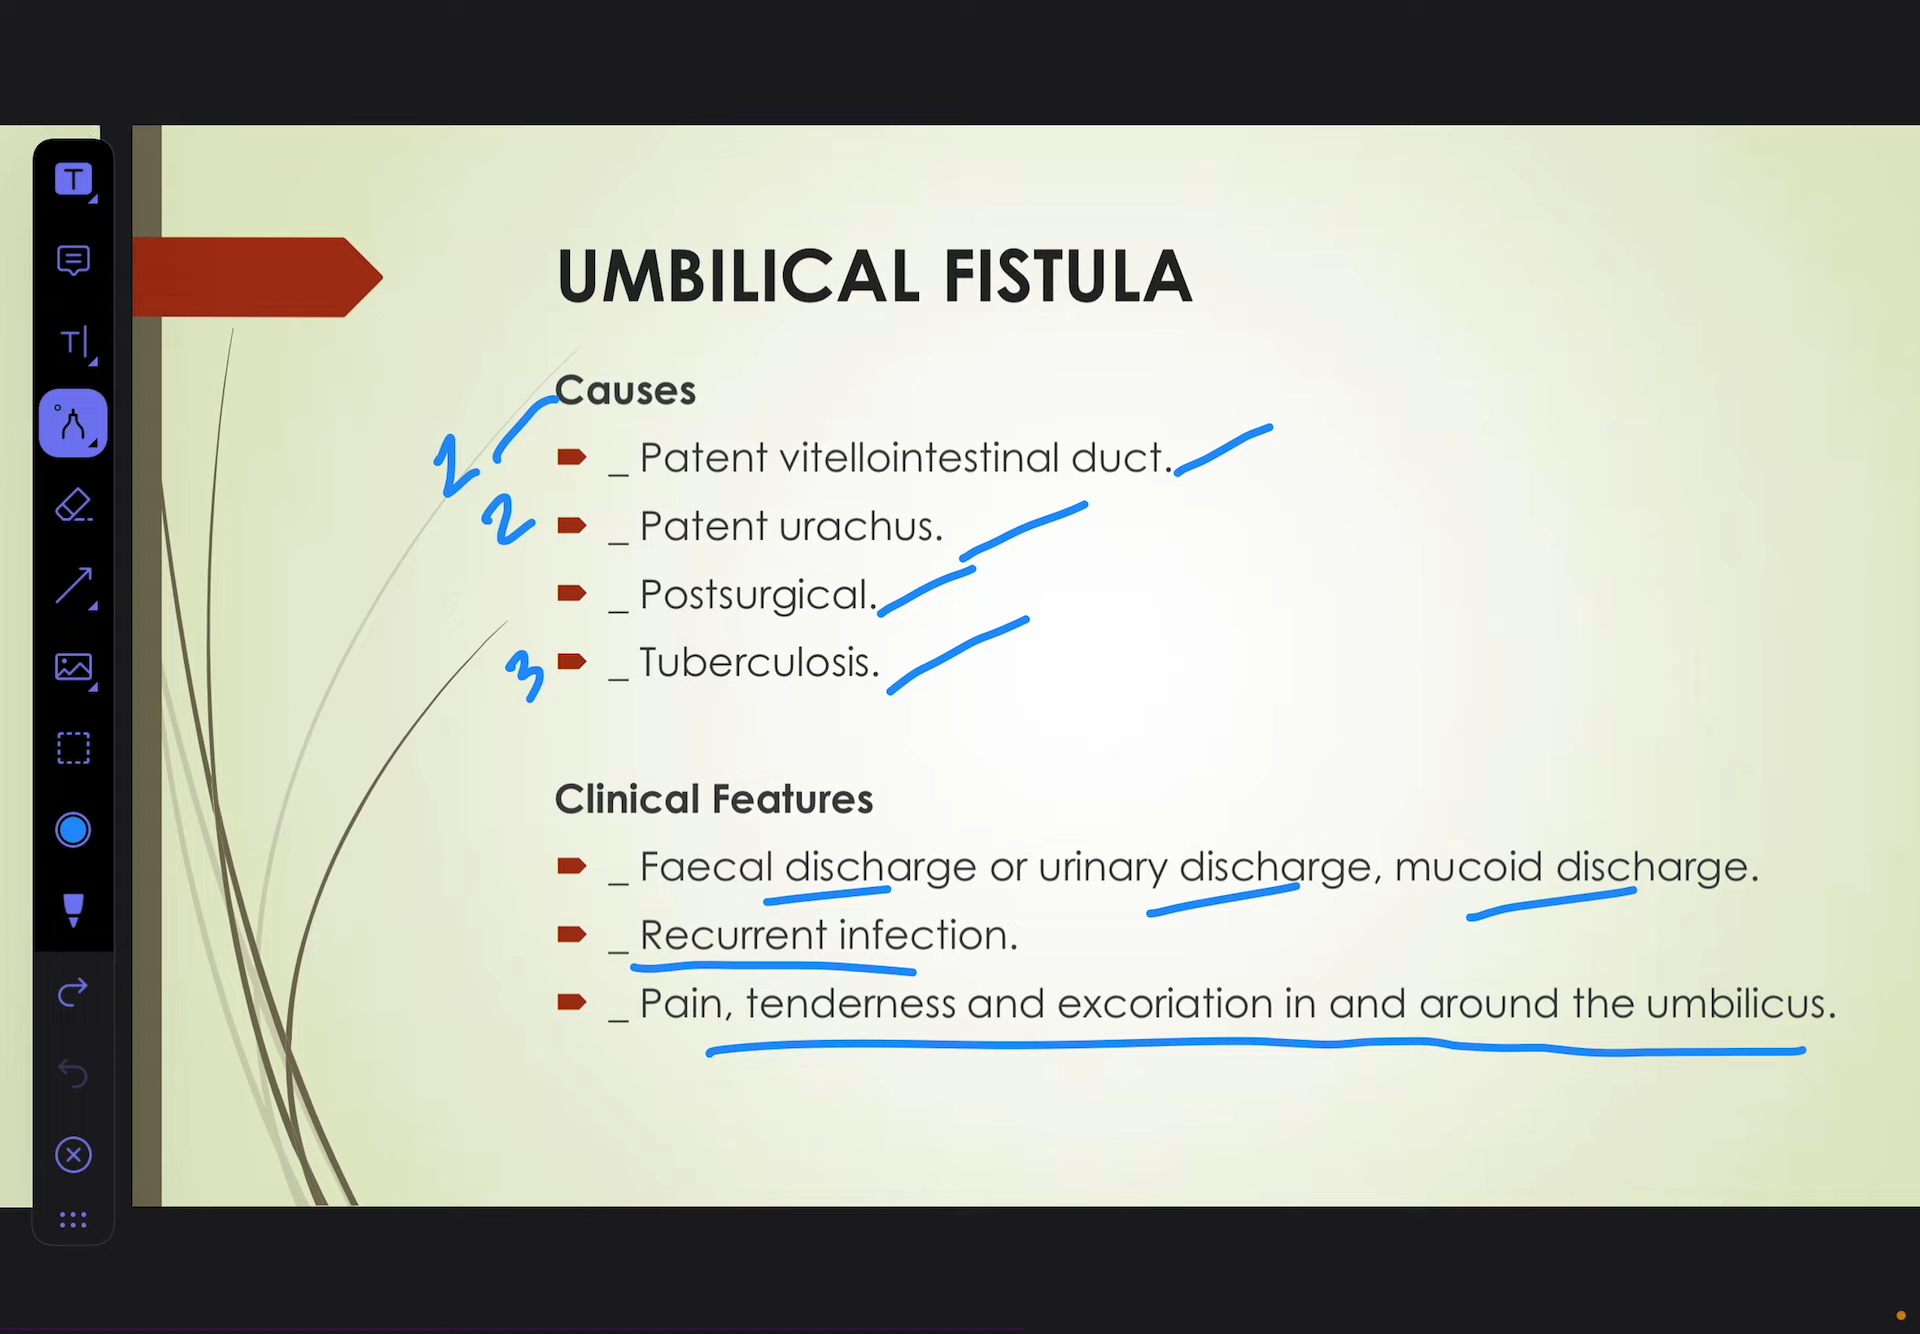 UMBILICAL FISTULA
Causes
1 _ Patent vitellointestinal duct.
2 _ Patent urachus.
_ Postsurgical.
3 _ Tuberculosis.
Clinical Features
_ Faecal discharge or urinary discharge, mucoid discharge.
_ Recurrent infection.
_ Pain, tenderness and excoriation in and around the umbilicus.